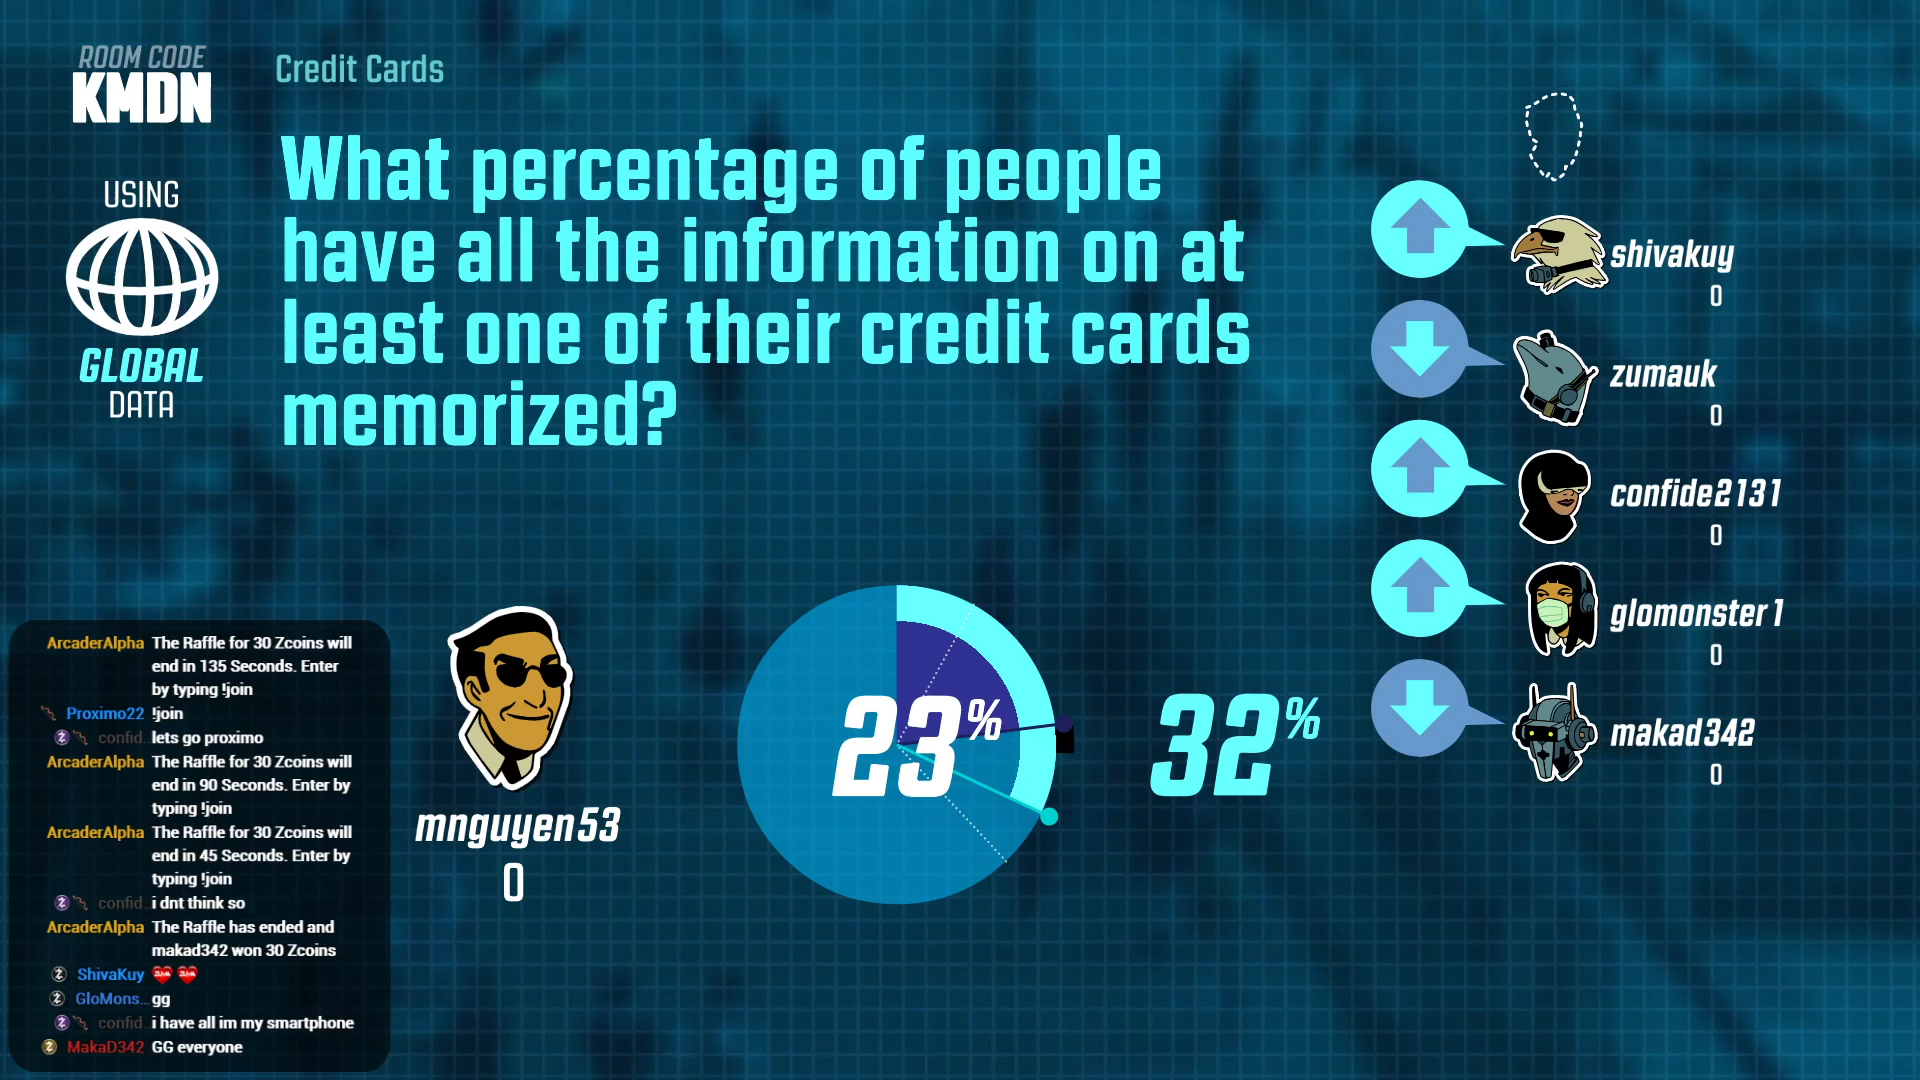 ROOM CODE
KMDN
USING
GLOBAL
DATA
Credit Cards
What percentage of people
have all the information on at
least one of their credit cards
memorized?
shivakuy
0
zumauk
0
confide2131
0
glomonster1
0
makad342
0
mnguyen53
0
23%
32%
ArcaderAlpha The Raffle for 30 Zcoins will
end in 135 Seconds. Enter
by typing !join
Proximo22 !join
confid... lets go proximo
ArcaderAlpha The Raffle for 30 Zcoins will
end in 90 Seconds. Enter by
typing !join
ArcaderAlpha The Raffle for 30 Zcoins will
end in 45 Seconds. Enter by
typing !join
confid... i dnt think so
ArcaderAlpha The Raffle has ended and
makad342 won 30 Zcoins
ShivaKuy
GloMons... gg
confid... i have all im my smartphone
MakaD342 GG everyone